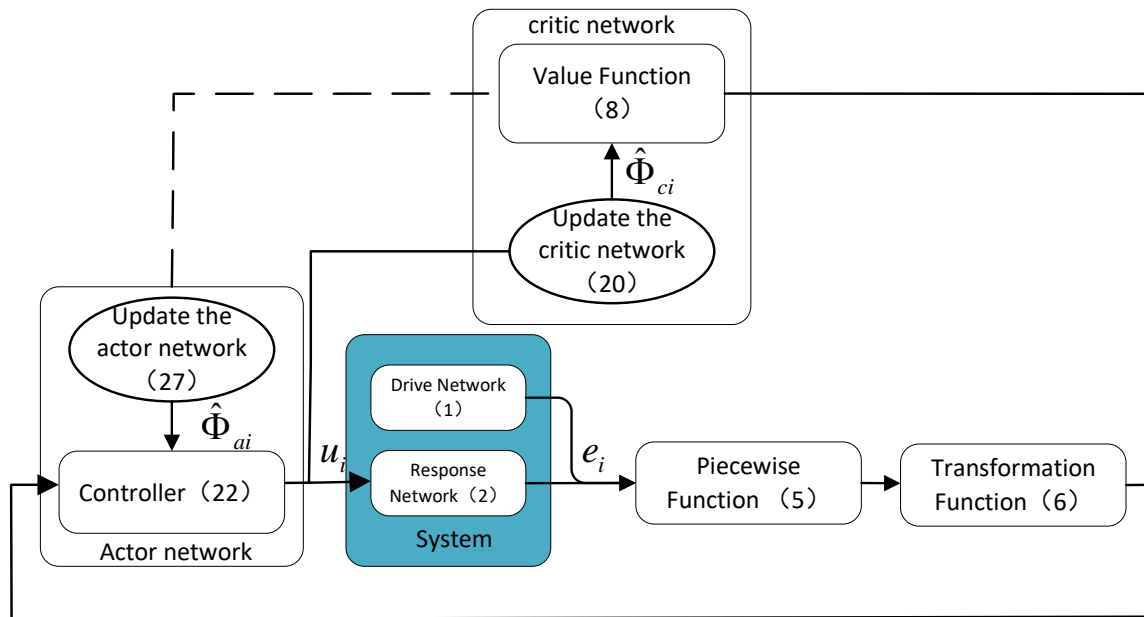 critic network
Value Function
（8）
Φ̂ci
Update the
critic network
（20）
Update the
actor network
（27）
Φ̂ai
Controller（22）
Actor network
ui
Drive Network
（1）
Response
Network（2）
System
ei
Piecewise
Function （5）
Transformation
Function（6）